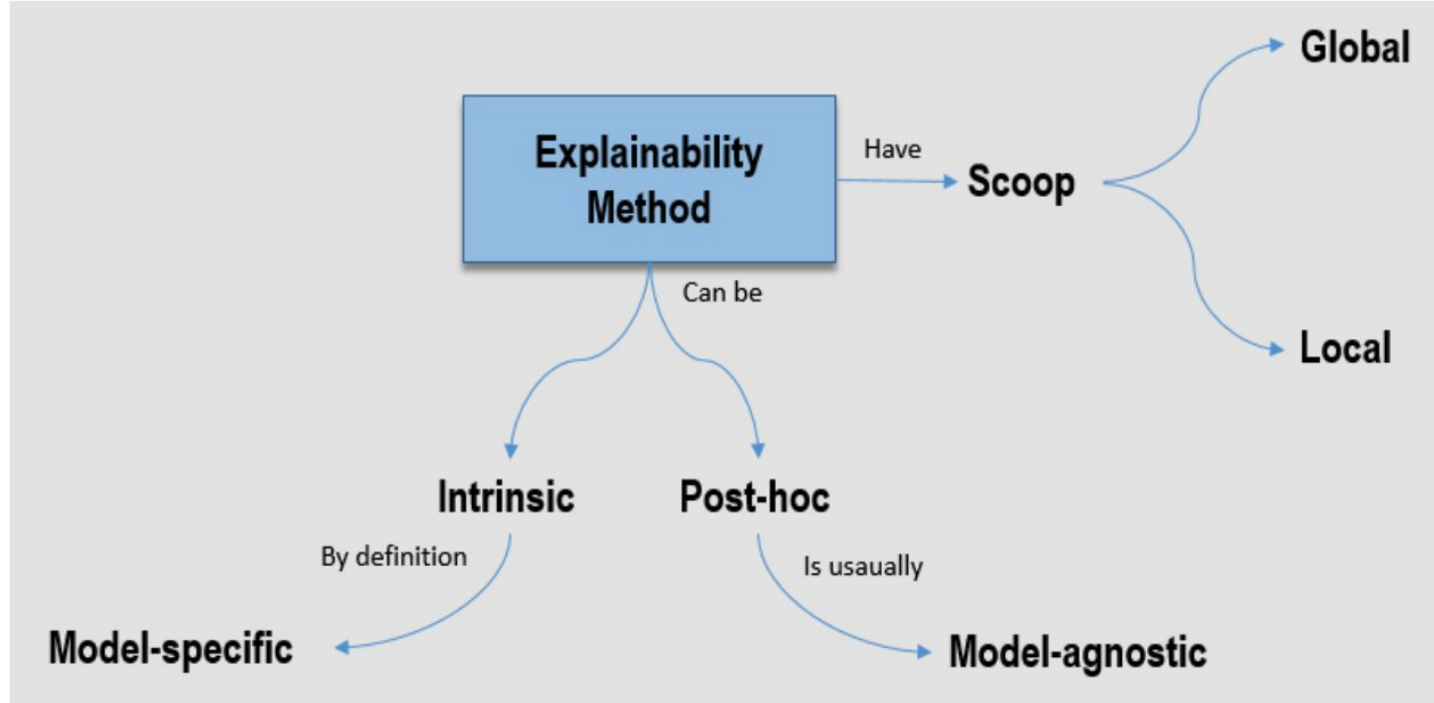 Global
Explainability
Method
Have
Scoop
Can be
Local
Intrinsic
Post-hoc
By definition
Is usaually
Model-specific
Model-agnostic